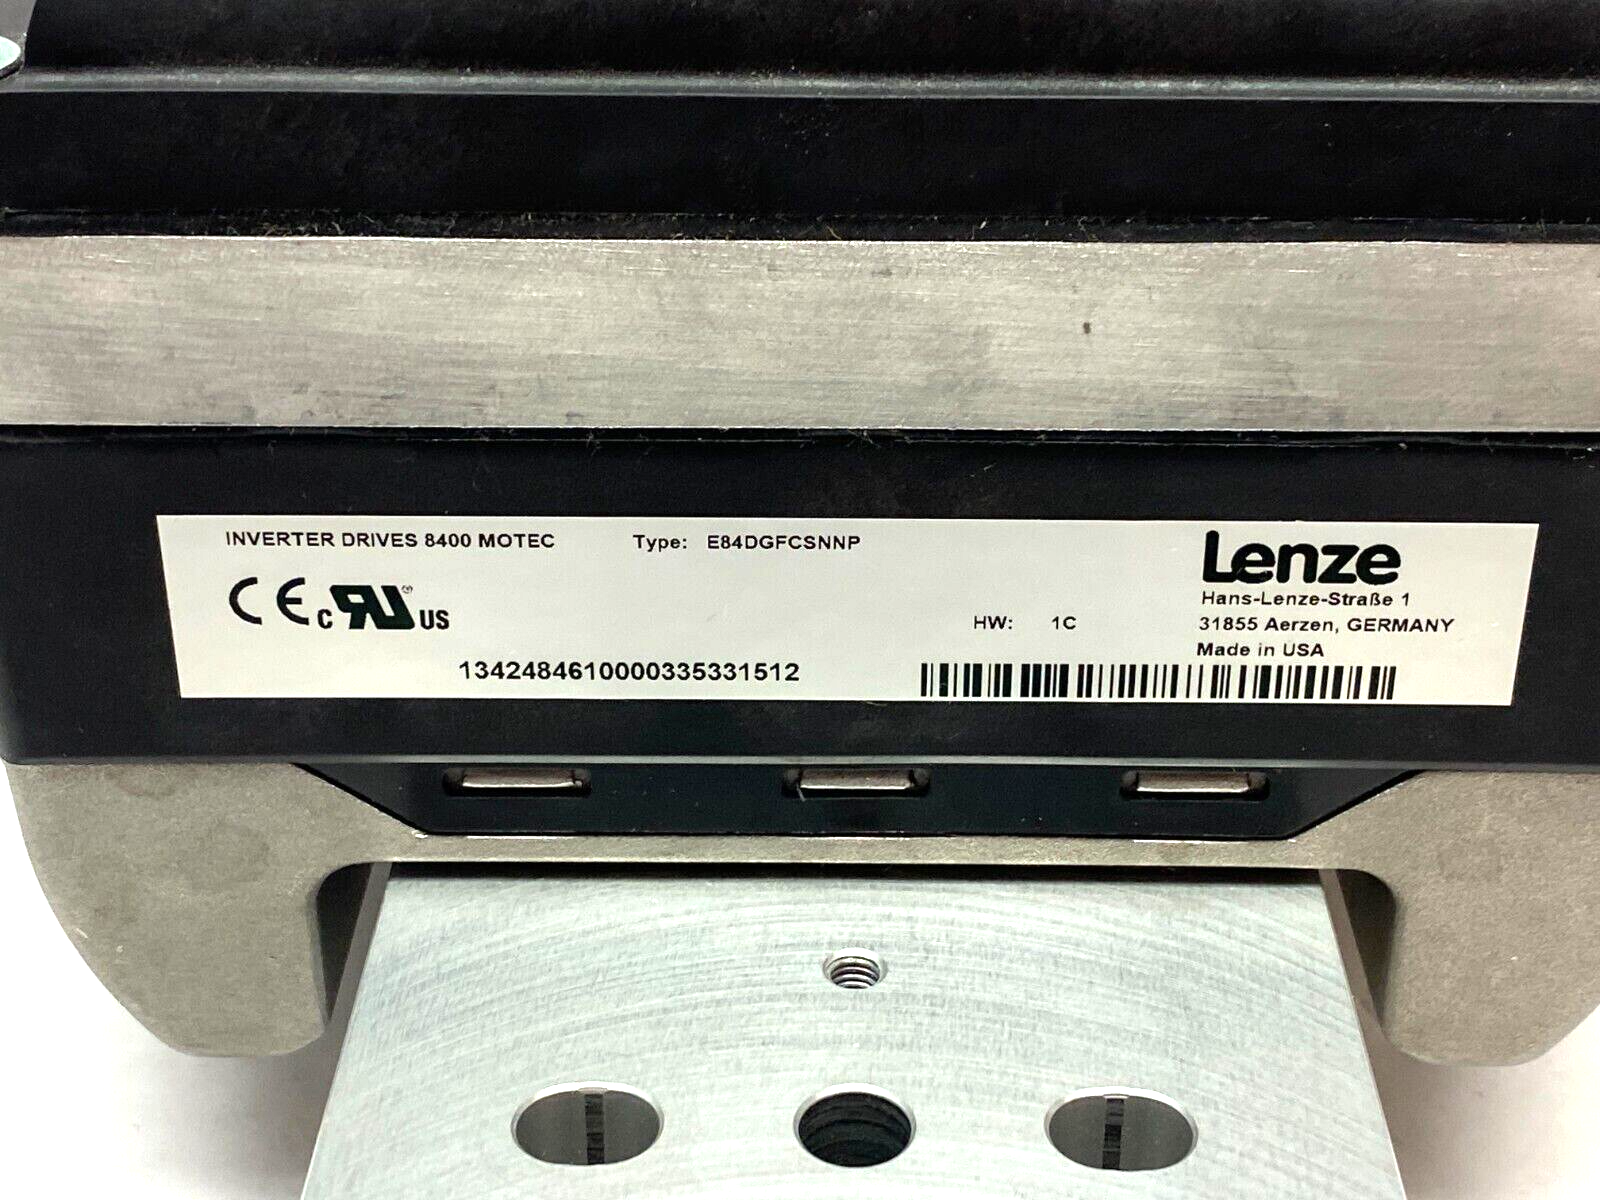 INVERTER DRIVES 8400 MOTEC Type: E84DGFCSNNP
Lenze
Hans-Lenze-Straße 1
CE c RU ® US
HW: 1C 31855 Aerzen, GERMANY
Made in USA
1342484610000335331512